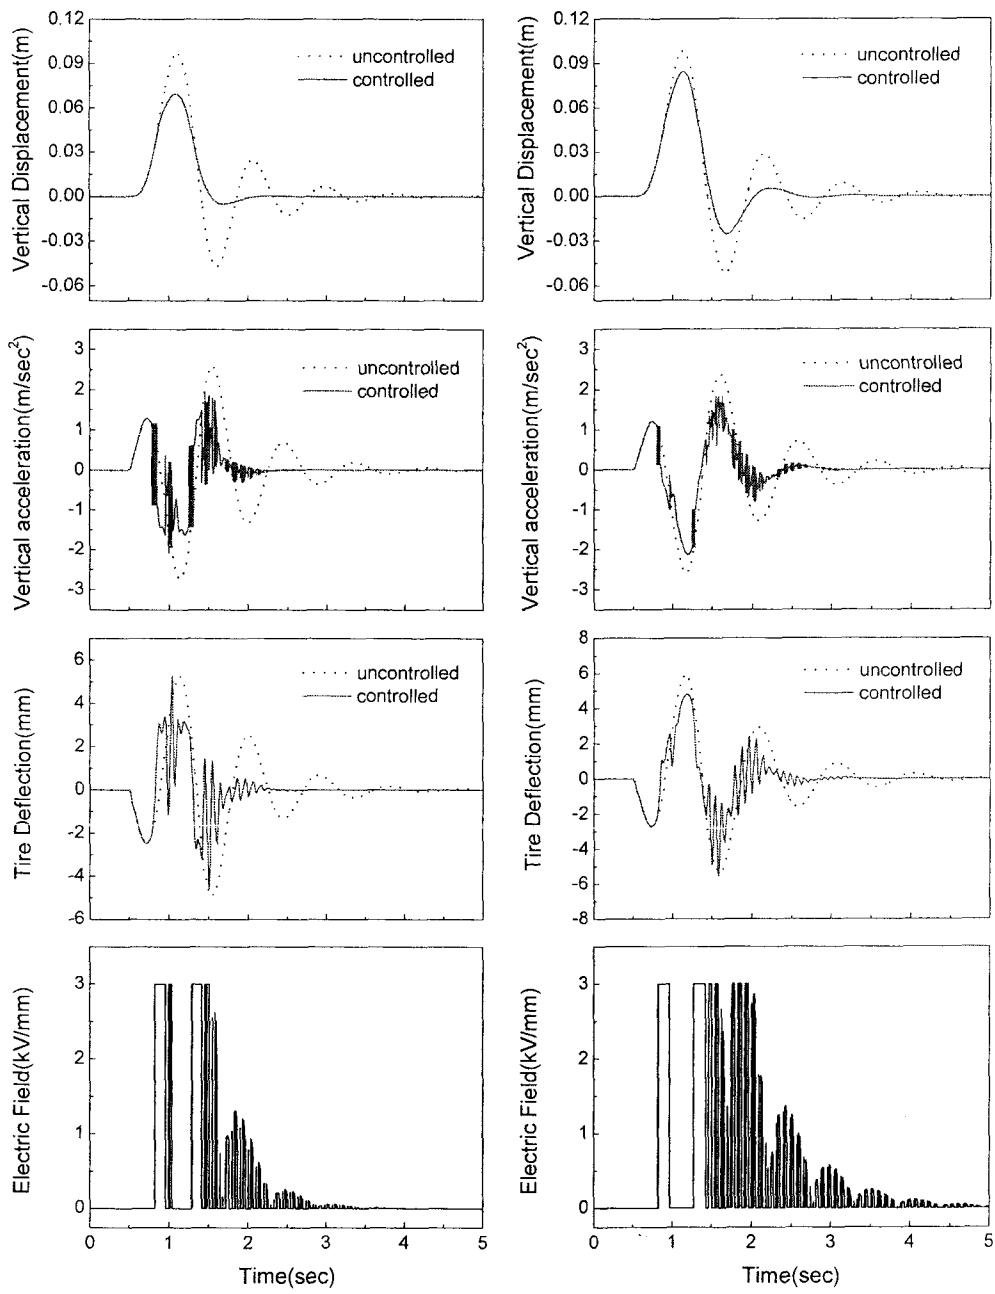 0.12
0.09
0.06
0.03
0.00
-0.03
-0.06
Vertical Displacement(m)
uncontrolled
controlled
0.12
0.09
0.06
0.03
0.00
-0.03
-0.06
Vertical Displacement(m)
uncontrolled
controlled
3
2
1
0
-1
-2
-3
Vertical acceleration(m/sec²)
uncontrolled
controlled
3
2
1
0
-1
-2
-3
Vertical acceleration(m/sec²)
uncontrolled
controlled
6
4
2
0
-2
-4
-6
Tire Deflection(mm)
uncontrolled
controlled
8
6
4
2
0
-2
-4
-6
-8
Tire Deflection(mm)
uncontrolled
controlled
3
2
1
0
Electric Field(kV/mm)
0 1 2 3 4 5
Time(sec)
3
2
1
0
Electric Field(kV/mm)
0 1 2 3 4 5
Time(sec)